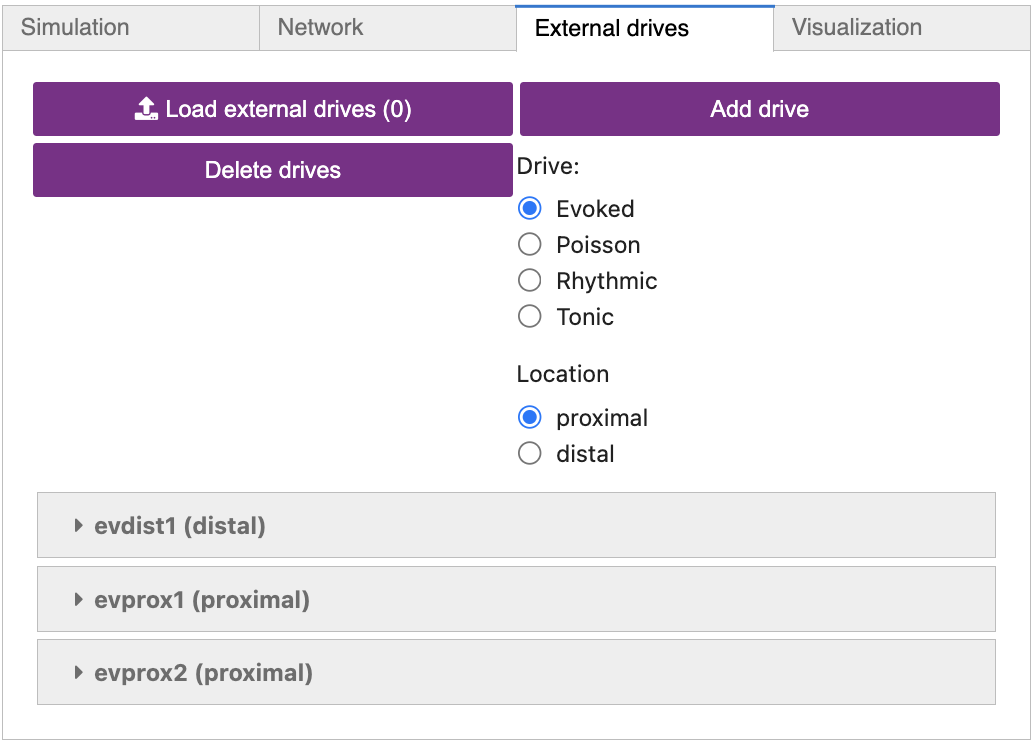 Simulation
Network
External drives
Visualization
Load external drives (0)
Add drive
Delete drives
Drive:
Evoked
Poisson
Rhythmic
Tonic
Location
proximal
distal
evdist1 (distal)
evprox1 (proximal)
evprox2 (proximal)